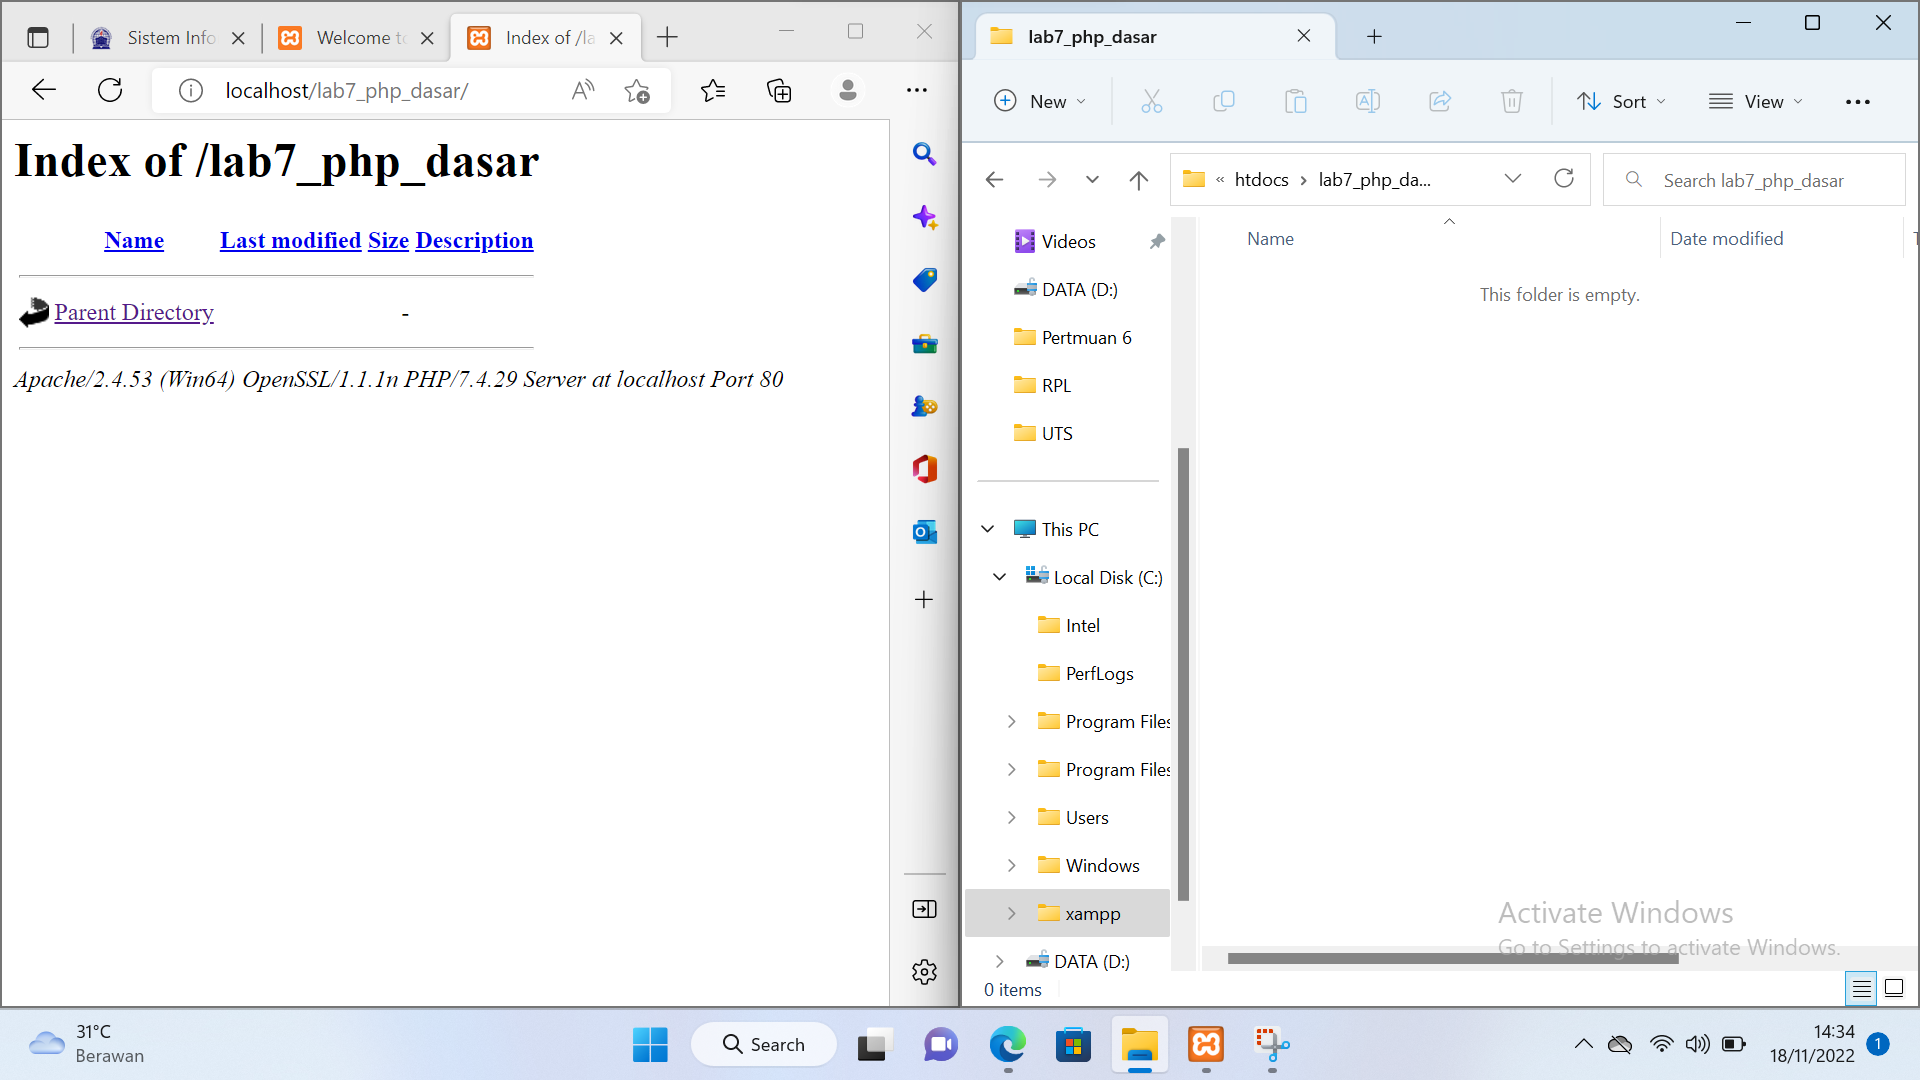 Sistem Info
Welcome to
Index of /la
localhost/lab7_php_dasar/
Index of /lab7_php_dasar
Name Last modified Size Description
Parent Directory -
Apache/2.4.53 (Win64) OpenSSL/1.1.1n PHP/7.4.29 Server at localhost Port 80
lab7_php_dasar
New
Sort
View
« htdocs › lab7_php_da...
Search lab7_php_dasar
Name
Date modified
This folder is empty.
Videos
DATA (D:)
Pertmuan 6
RPL
UTS
This PC
Local Disk (C:)
Intel
PerfLogs
Program Files
Program Files
Users
Windows
xampp
DATA (D:)
0 items
Activate Windows
Go to Settings to activate Windows.
31°C
Berawan
Search
14:34
18/11/2022
1